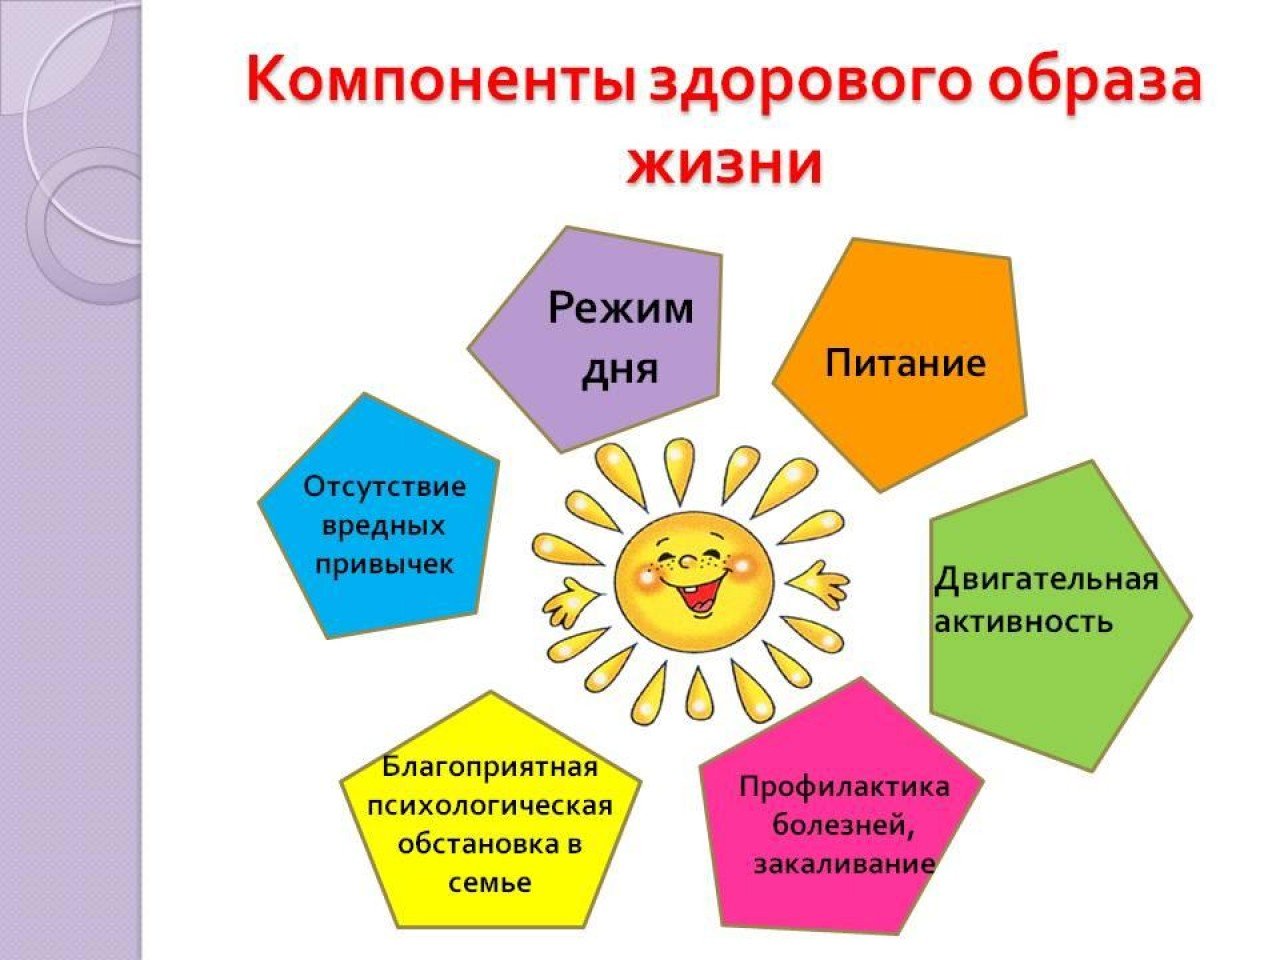 Компоненты здорового образа
жизни
Режим
дня
Питание
Отсутствие
вредных
привычек
Двигательная
активность
Благоприятная
психологическая
обстановка в
семье
Профилактика
болезней,
закаливание